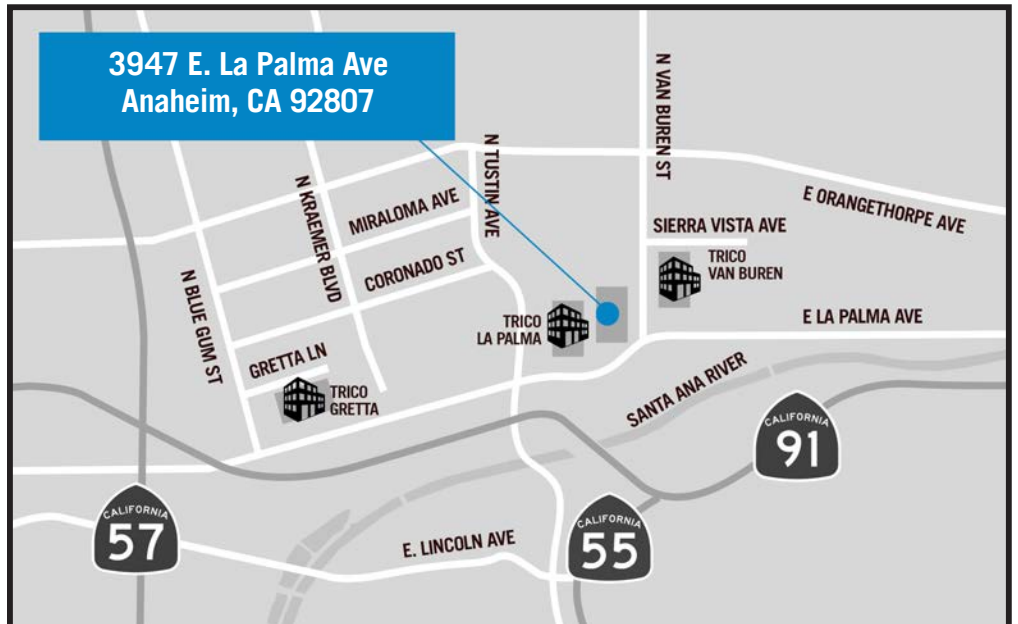 3947 E. La Palma Ave
Anaheim, CA 92807
N VAN BUREN ST
N TUSTIN AVE
N KRAEMER BLVD
MIRALOMA AVE
E ORANGETHORPE AVE
SIERRA VISTA AVE
CORONADO ST
TRICO
VAN BUREN
N BLUE GUM ST
TRICO
LA PALMA
E LA PALMA AVE
GRETTA LN
TRICO
GRETTA
SANTA ANA RIVER
CALIFORNIA
91
CALIFORNIA
57
E. LINCOLN AVE
CALIFORNIA
55